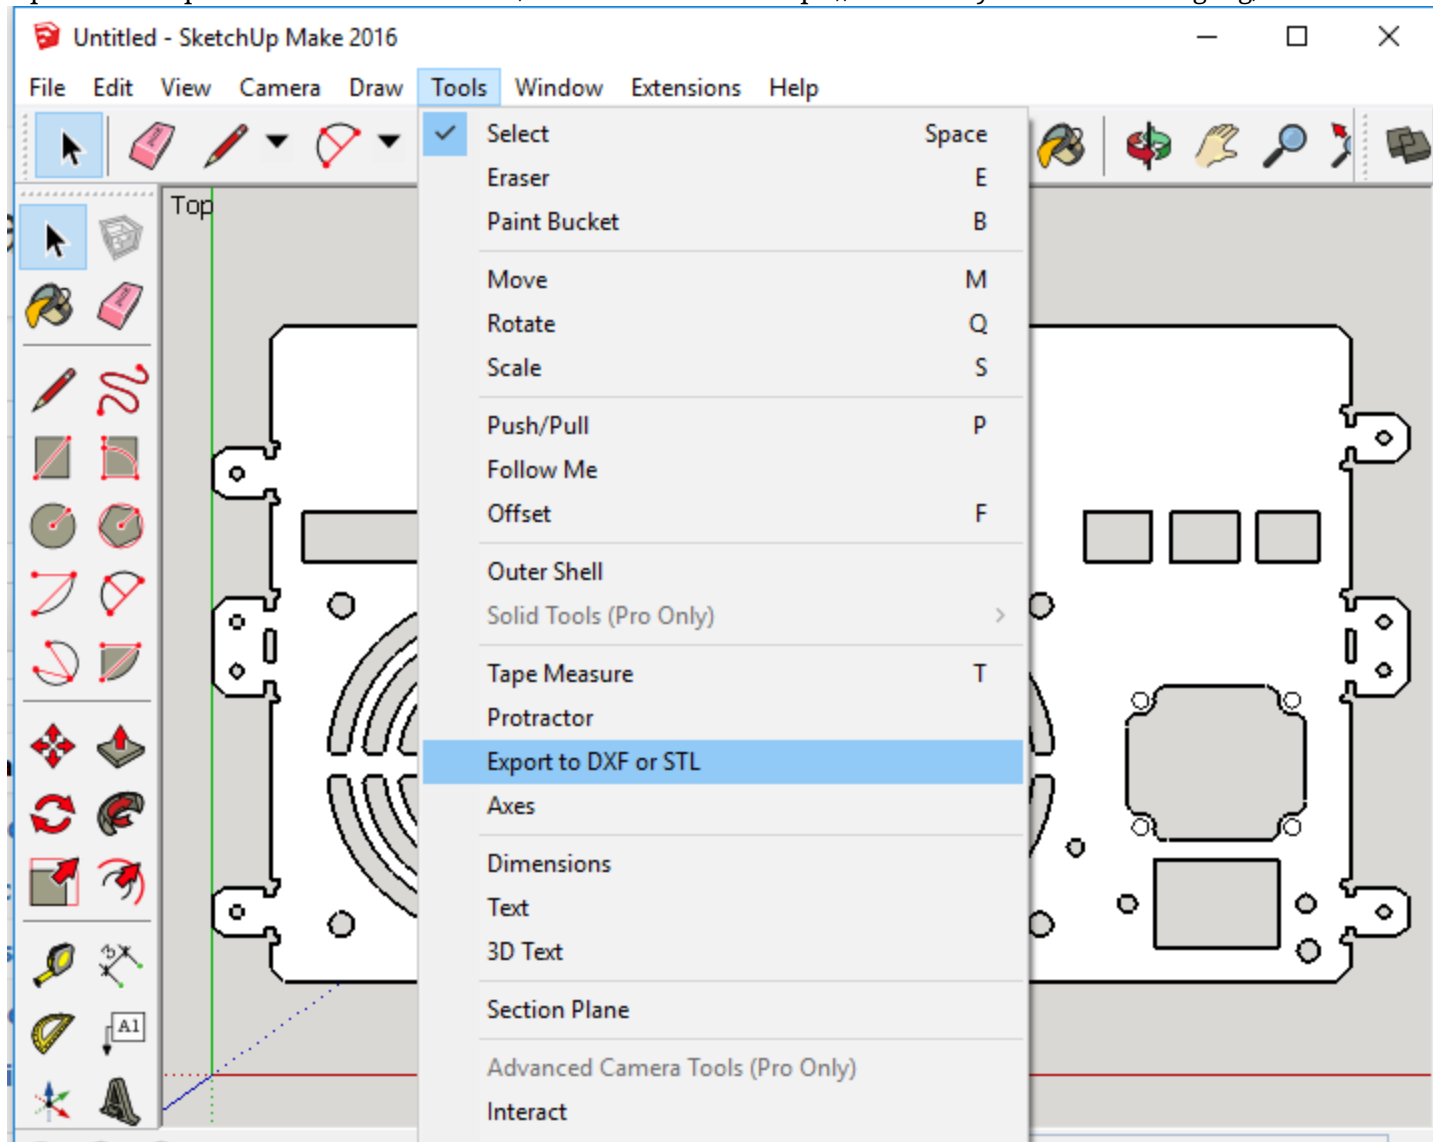 Untitled - SketchUp Make 2016
File Edit View Camera Draw Tools Window Extensions Help
Select Space
Eraser E
Paint Bucket B
Move M
Rotate Q
Scale S
Push/Pull P
Follow Me
Offset F
Outer Shell
Solid Tools (Pro Only)
Tape Measure T
Protractor
Export to DXF or STL
Axes
Dimensions
Text
3D Text
Section Plane
Advanced Camera Tools (Pro Only)
Interact
Top
A1